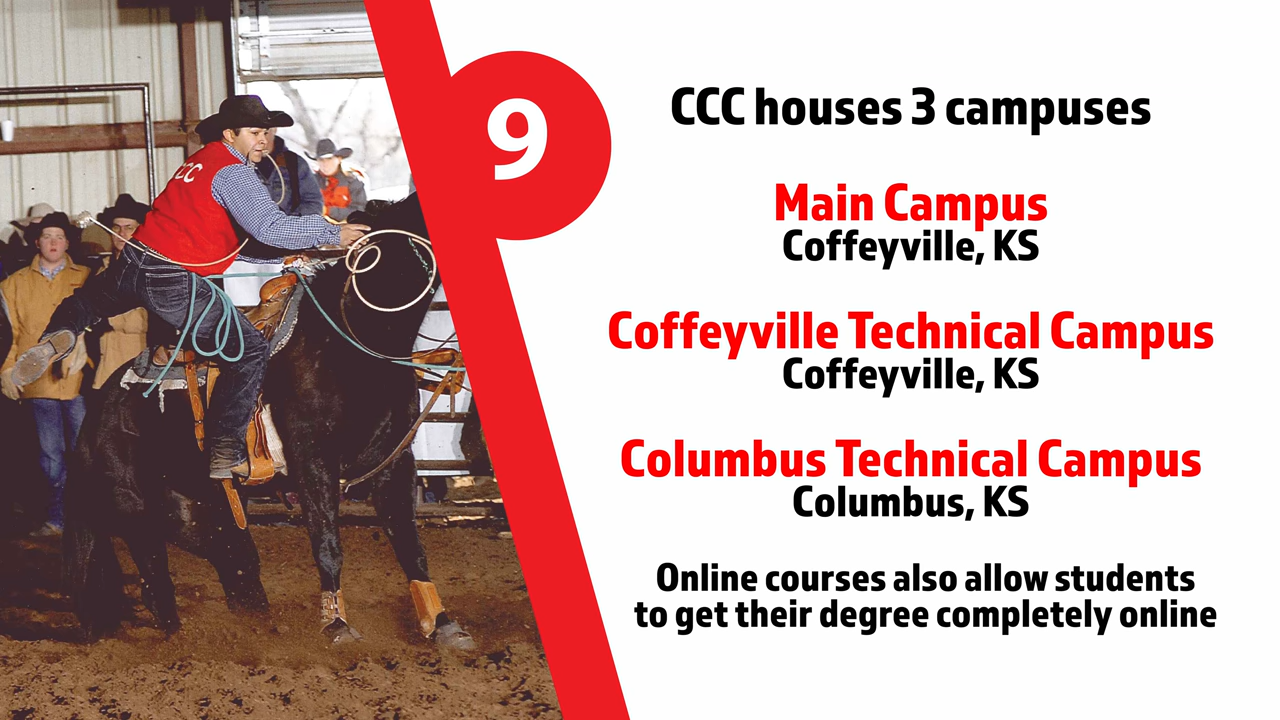 CCC
9
CCC houses 3 campuses
Main Campus
Coffeyville, KS
Coffeyville Technical Campus
Coffeyville, KS
Columbus Technical Campus
Columbus, KS
Online courses also allow students
to get their degree completely online